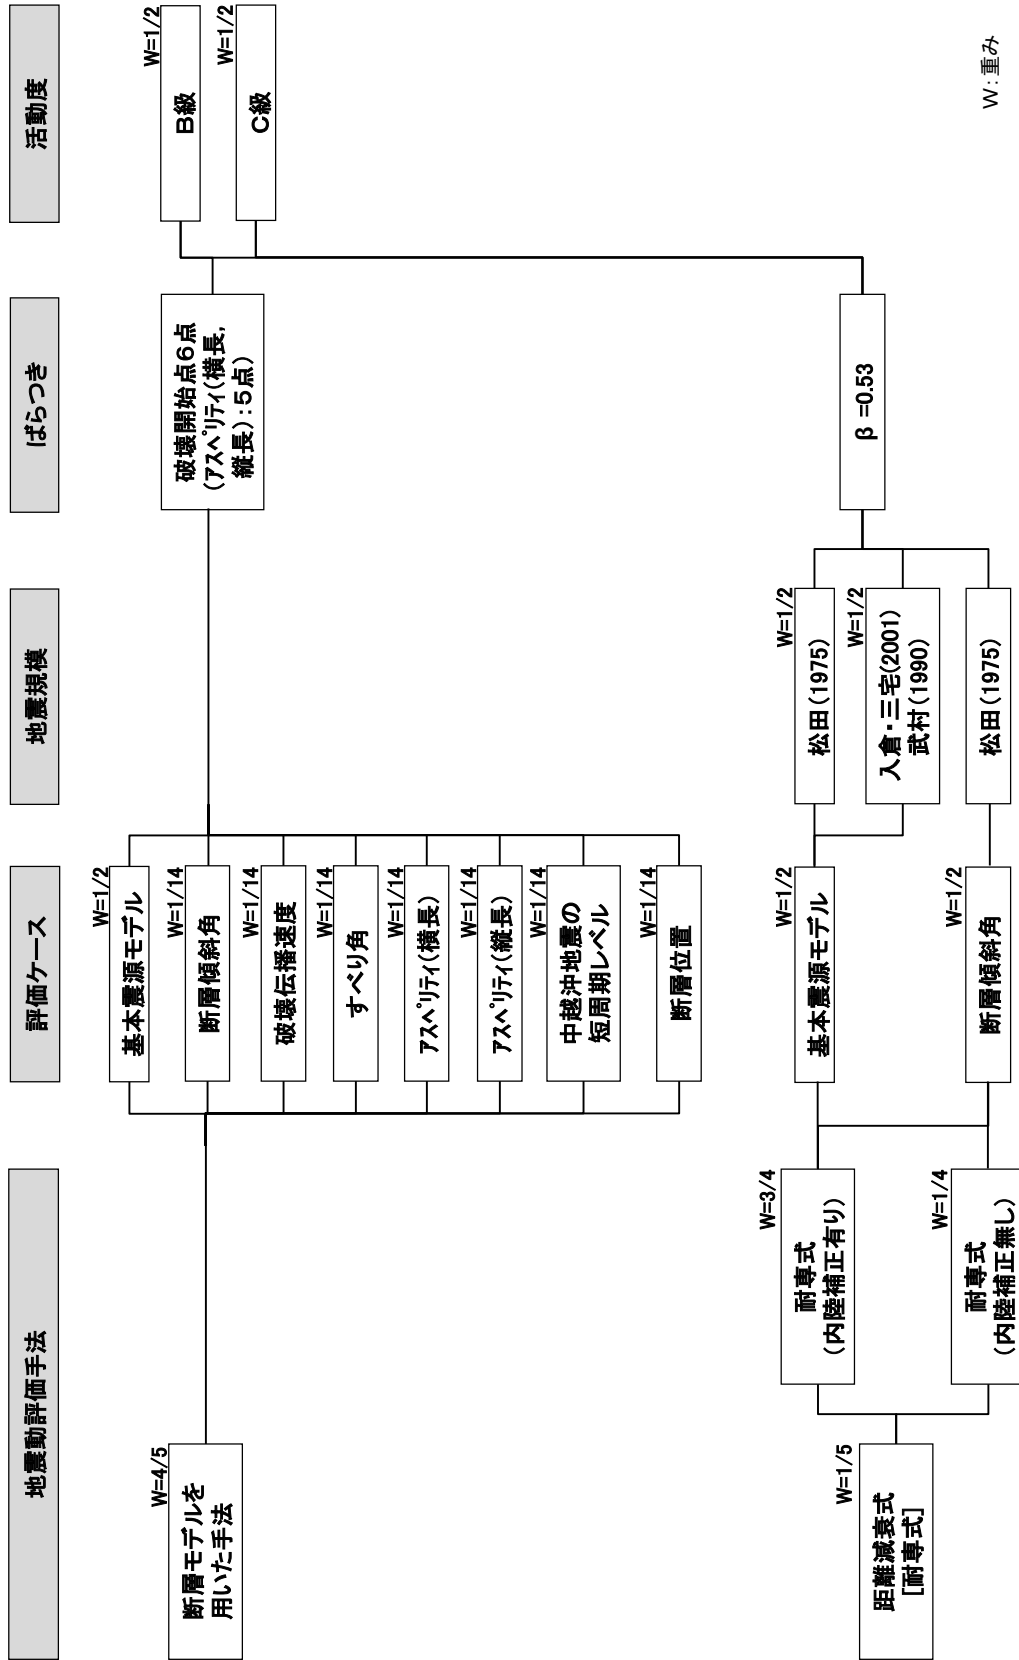 地震動評価手法
評価ケース
地震規模
ばらつき
活動度
W=4/5
断層モデルを
用いた手法
W=1/2
基本震源モデル
W=1/14
断層傾斜角
W=1/14
破壊伝播速度
W=1/14
すべり角
W=1/14
アスペリティ(横長)
W=1/14
アスペリティ(縦長)
W=1/14
中越沖地震の
短周期レベル
W=1/14
断層位置
破壊開始点6点
(アスペリティ(横長,
縦長):5点)
W=1/2
B級
W=1/2
C級
W=1/5
距離減衰式
[耐専式]
W=3/4
耐専式
(内陸補正有り)
W=1/4
耐専式
(内陸補正無し)
W=1/2
基本震源モデル
W=1/2
断層傾斜角
W=1/2
松田(1975)
W=1/2
入倉・三宅(2001)
武村(1990)
松田(1975)
β=0.53
W:重み